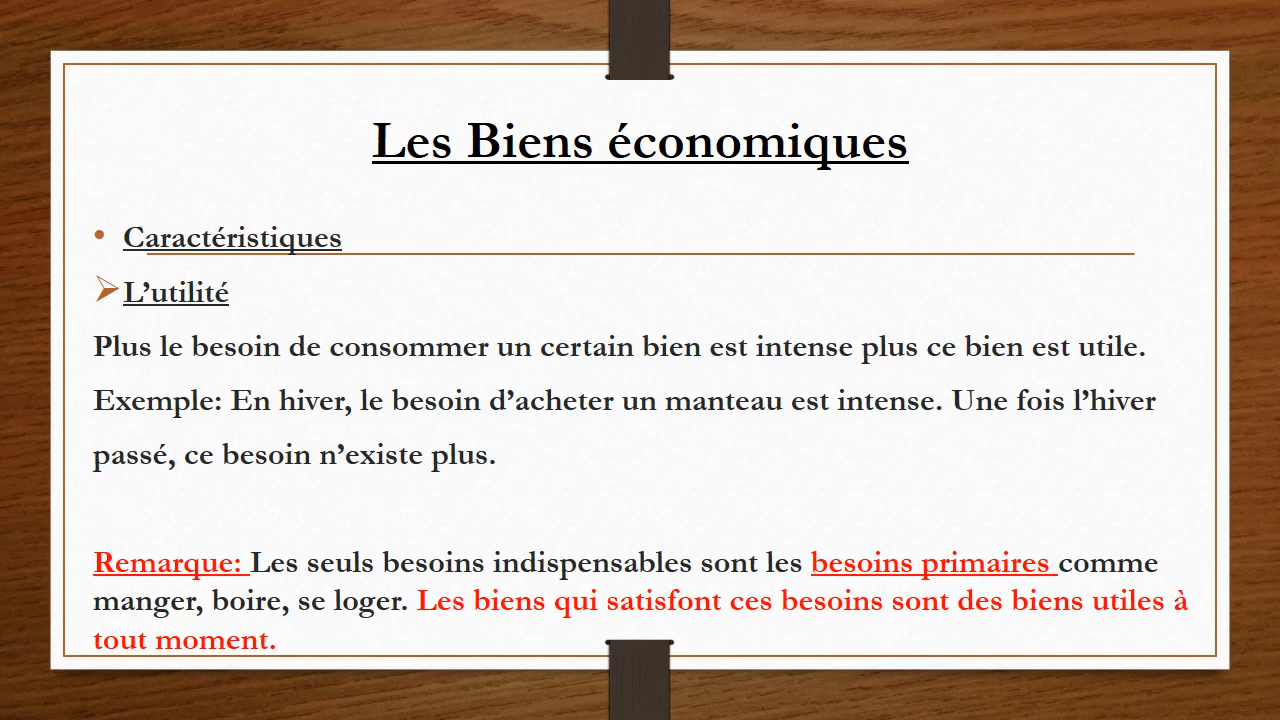 Les Biens économiques
• Caractéristiques
➢L’utilité
Plus le besoin de consommer un certain bien est intense plus ce bien est utile.
Exemple: En hiver, le besoin d’acheter un manteau est intense. Une fois l’hiver
passé, ce besoin n’existe plus.
Remarque: Les seuls besoins indispensables sont les besoins primaires comme
manger, boire, se loger. Les biens qui satisfont ces besoins sont des biens utiles à
tout moment.